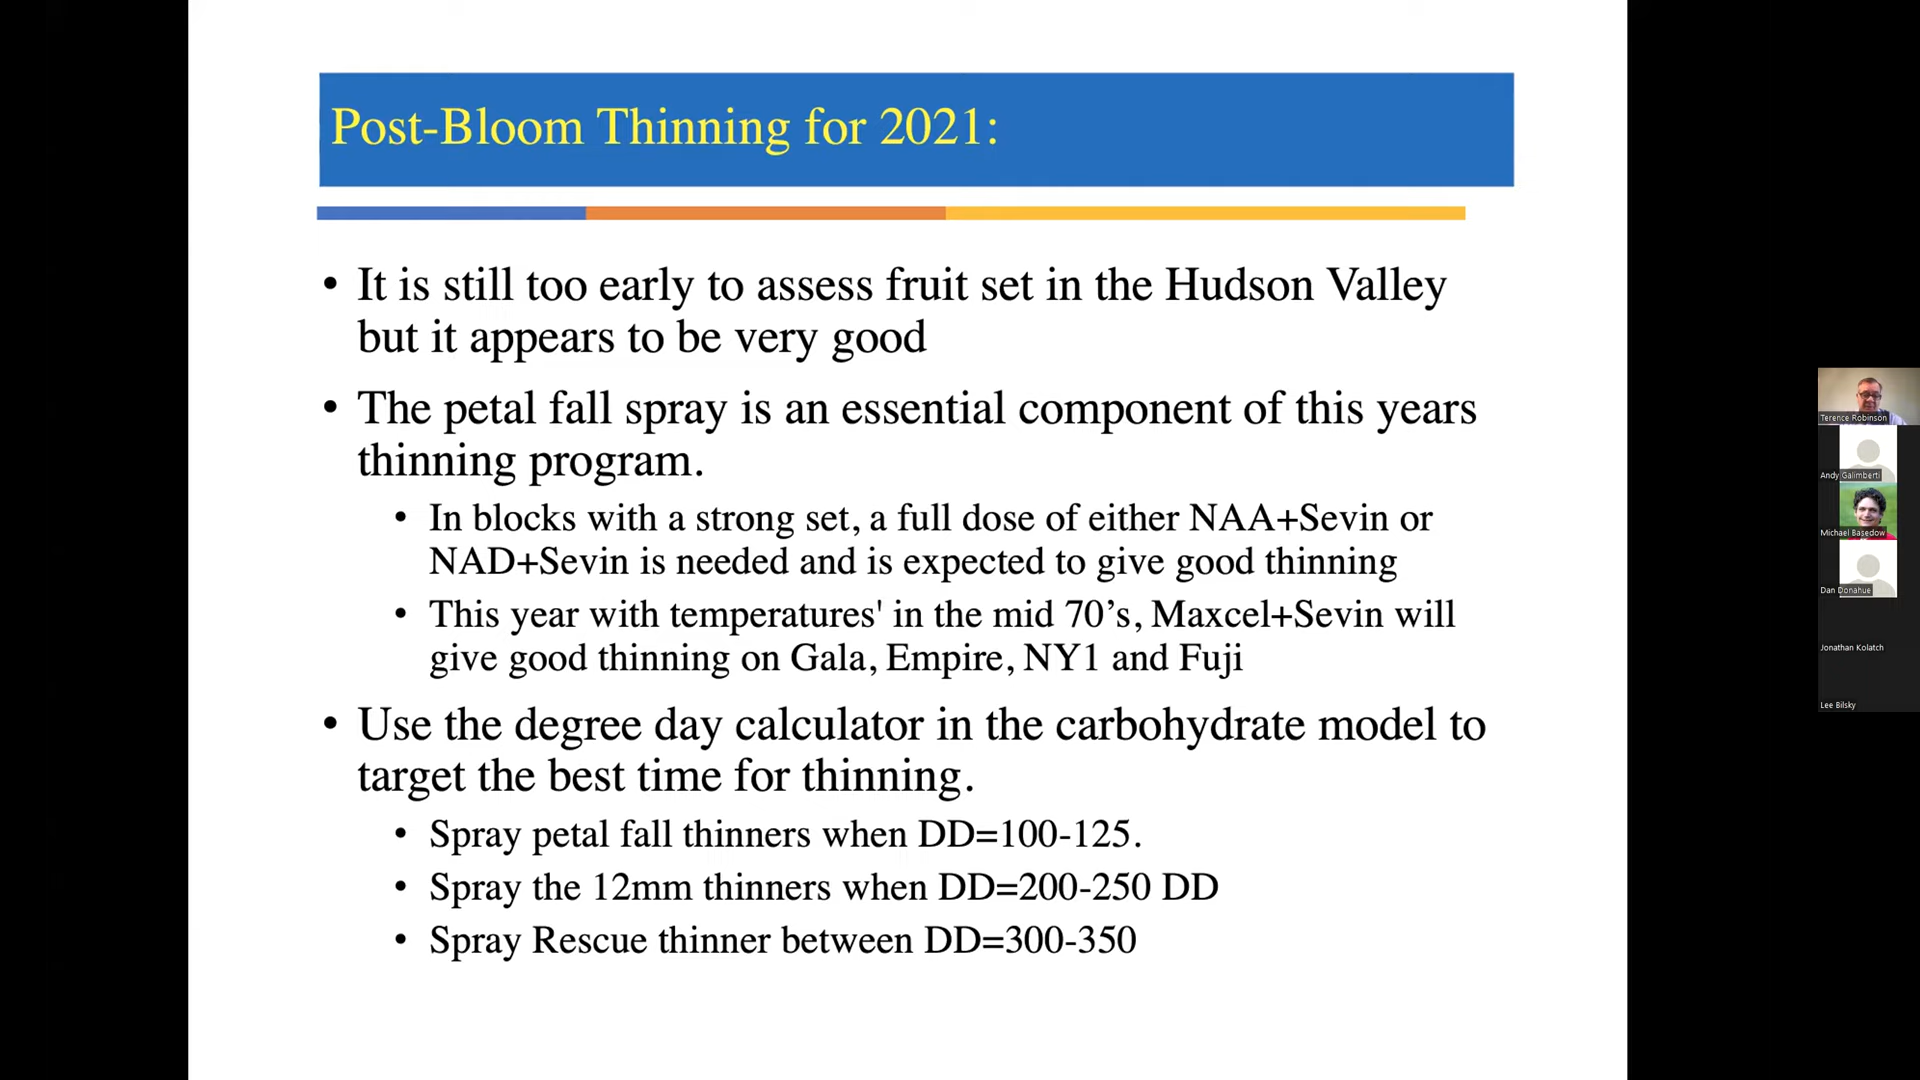 Post-Bloom Thinning for 2021:
• It is still too early to assess fruit set in the Hudson Valley
but it appears to be very good
• The petal fall spray is an essential component of this years
thinning program.
• In blocks with a strong set, a full dose of either NAA+Sevin or
NAD+Sevin is needed and is expected to give good thinning
• This year with temperatures' in the mid 70’s, Maxcel+Sevin will
give good thinning on Gala, Empire, NY1 and Fuji
• Use the degree day calculator in the carbohydrate model to
target the best time for thinning.
• Spray petal fall thinners when DD=100-125.
• Spray the 12mm thinners when DD=200-250 DD
• Spray Rescue thinner between DD=300-350
Terence Robinson
Andy Galimberti
Michael Basedow
Dan Donahue
Jonathan Kolatch
Lee Bilsky